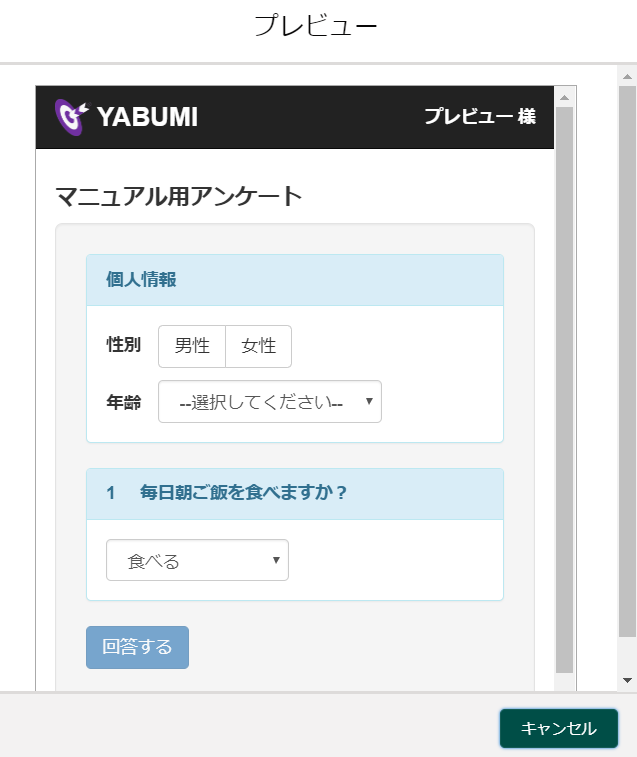 プレビュー
YABUMI
プレビュー 様
マニュアル用アンケート
個人情報
性別 男性 女性
年齢 --選択してください--
1 毎日朝ご飯を食べますか？
食べる
回答する
キャンセル